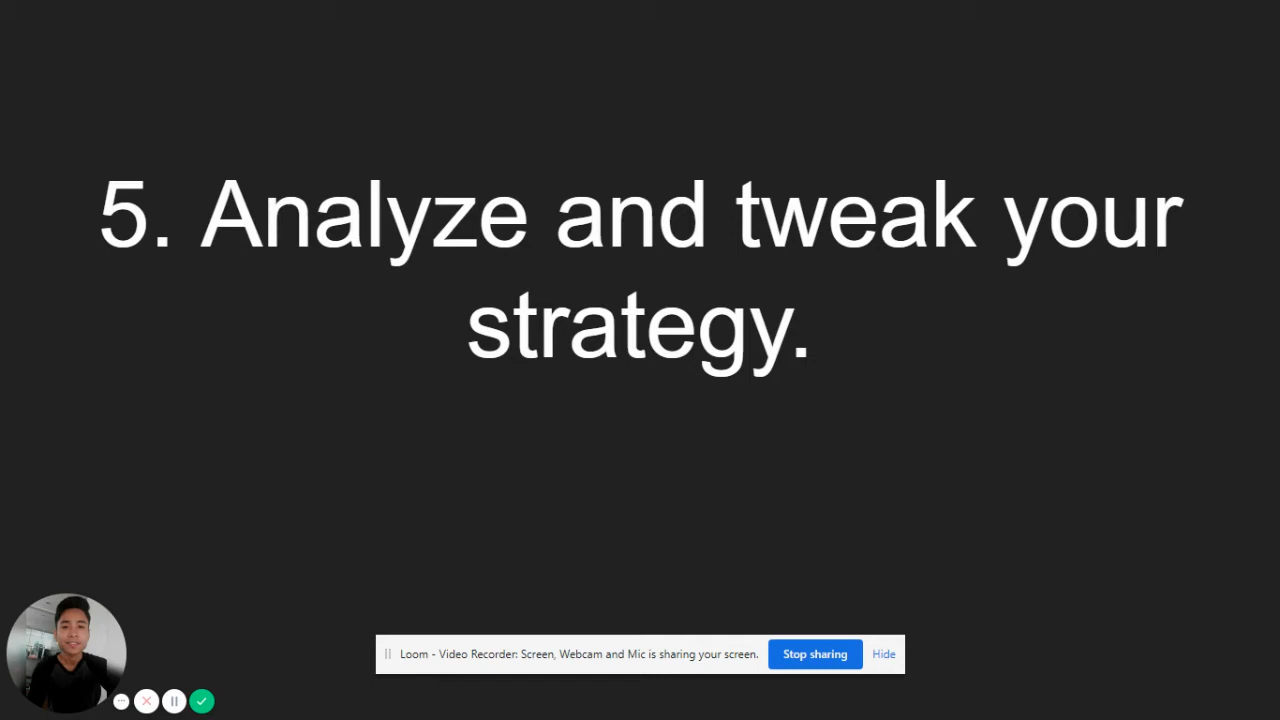 5. Analyze and tweak your
strategy.
Loom - Video Recorder: Screen, Webcam and Mic is sharing your screen.
Stop sharing
Hide